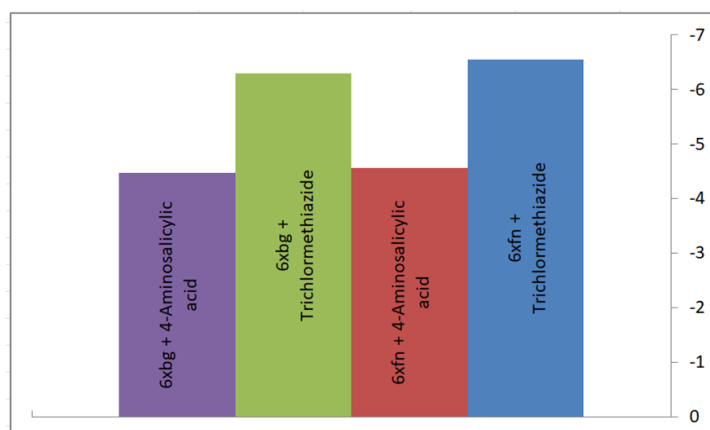 6xbg + 4-Aminosalicylic
acid
6xbg +
Trichlormethiazide
6xfn + 4-Aminosalicylic
acid
6xfn +
Trichlormethiazide
-7
-6
-5
-4
-3
-2
-1
0